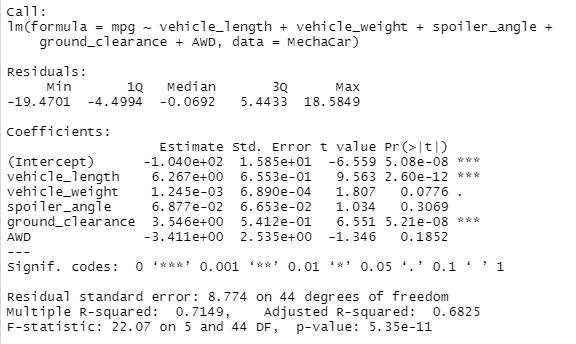 Call:
lm(formula = mpg ~ vehicle_length + vehicle_weight + spoiler_angle +
    ground_clearance + AWD, data = MechaCar)

Residuals:
     Min       1Q   Median       3Q      Max
-19.4701  -4.4994  -0.0692   5.4433  18.5849

Coefficients:
                   Estimate Std. Error t value Pr(>|t|)
(Intercept)      -1.040e+02  1.585e+01  -6.559 5.08e-08 ***
vehicle_length    6.267e+00  6.553e-01   9.563 2.60e-12 ***
vehicle_weight    1.245e-03  6.890e-04   1.807   0.0776 .
spoiler_angle     6.877e-02  6.653e-02   1.034   0.3069
ground_clearance  3.546e+00  5.412e-01   6.551 5.21e-08 ***
AWD              -3.411e+00  2.535e+00  -1.346   0.1852
---
Signif. codes:  0 ‘***’ 0.001 ‘**’ 0.01 ‘*’ 0.05 ‘.’ 0.1 ‘ ’ 1

Residual standard error: 8.774 on 44 degrees of freedom
Multiple R-squared:  0.7149,    Adjusted R-squared:  0.6825
F-statistic: 22.07 on 5 and 44 DF,  p-value: 5.35e-11